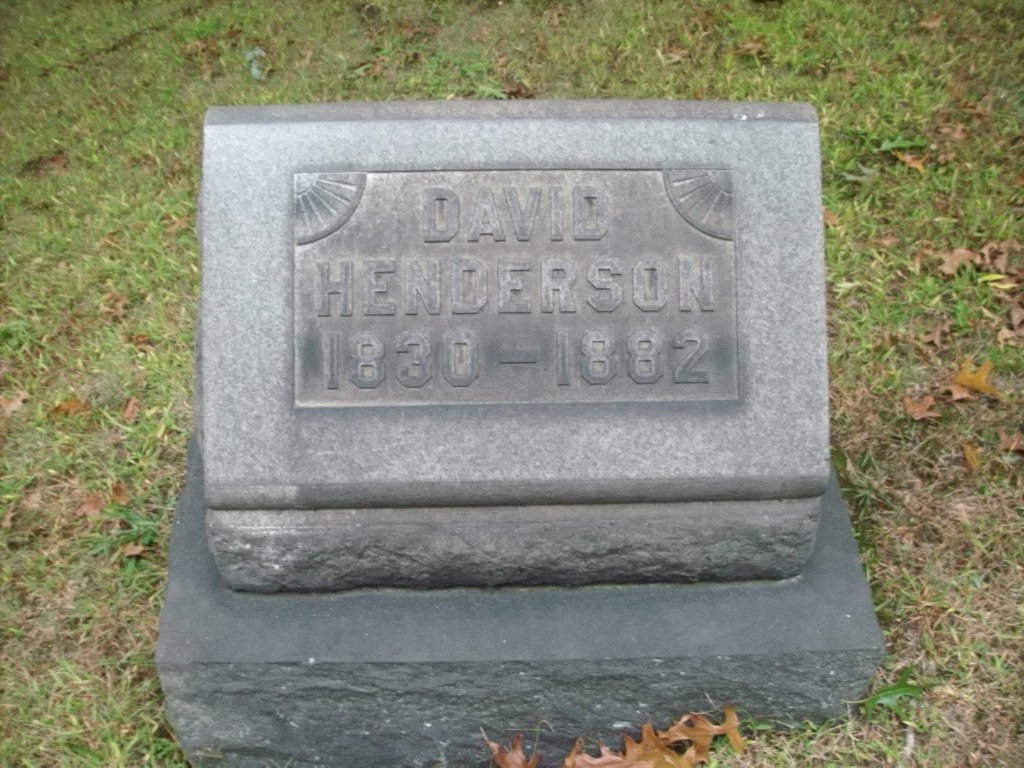 DAVID
HENDERSON
1830 - 1882